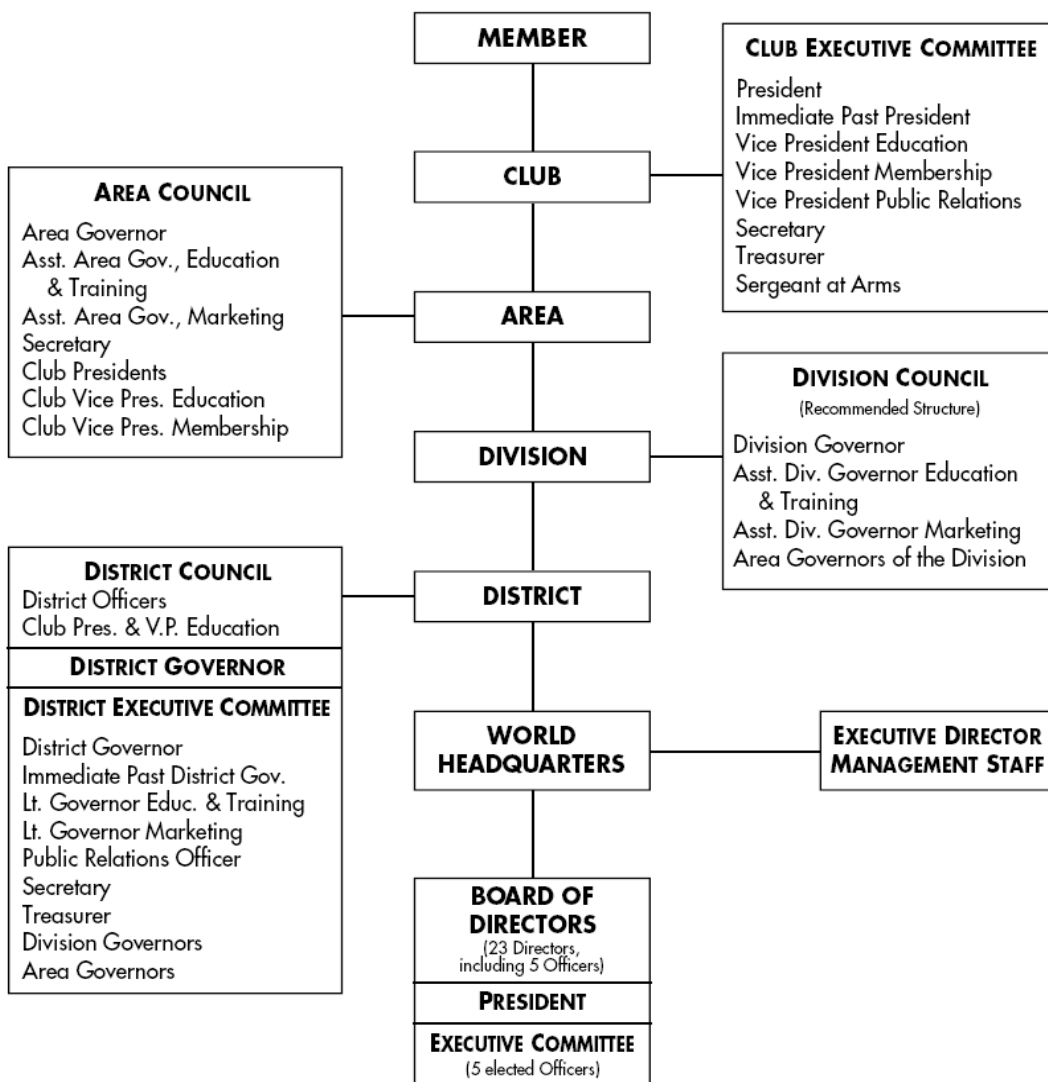 MEMBER
CLUB EXECUTIVE COMMITTEE
President
Immediate Past President
Vice President Education
Vice President Membership
Vice President Public Relations
Secretary
Treasurer
Sergeant at Arms
CLUB
AREA COUNCIL
Area Governor
Asst. Area Gov., Education
& Training
Asst. Area Gov., Marketing
Secretary
Club Presidents
Club Vice Pres. Education
Club Vice Pres. Membership
AREA
DIVISION COUNCIL
(Recommended Structure)
Division Governor
Asst. Div. Governor Education
& Training
Asst. Div. Governor Marketing
Area Governors of the Division
DIVISION
DISTRICT COUNCIL
District Officers
Club Pres. & V.P. Education
DISTRICT GOVERNOR
DISTRICT EXECUTIVE COMMITTEE
District Governor
Immediate Past District Gov.
Lt. Governor Educ. & Training
Lt. Governor Marketing
Public Relations Officer
Secretary
Treasurer
Division Governors
Area Governors
DISTRICT
WORLD
HEADQUARTERS
EXECUTIVE DIRECTOR
MANAGEMENT STAFF
BOARD OF
DIRECTORS
(23 Directors,
including 5 Officers)
PRESIDENT
EXECUTIVE COMMITTEE
(5 elected Officers)